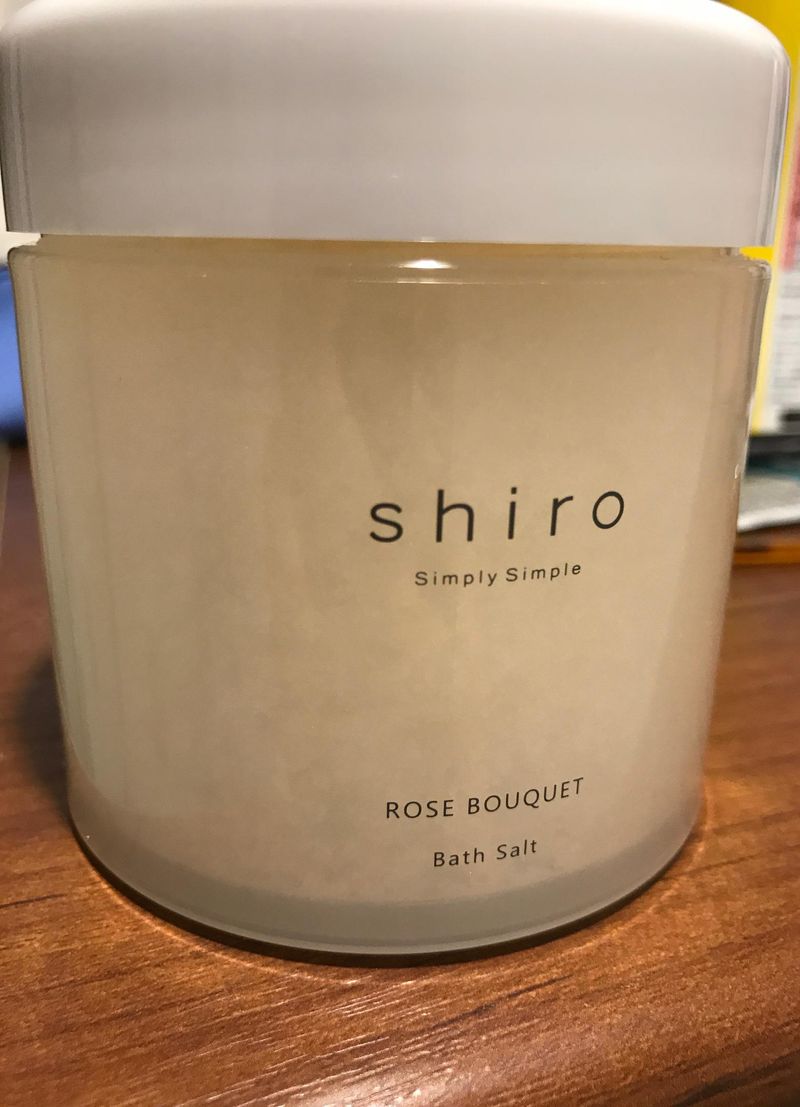 shiro
Simply Simple
ROSE BOUQUET
Bath Salt